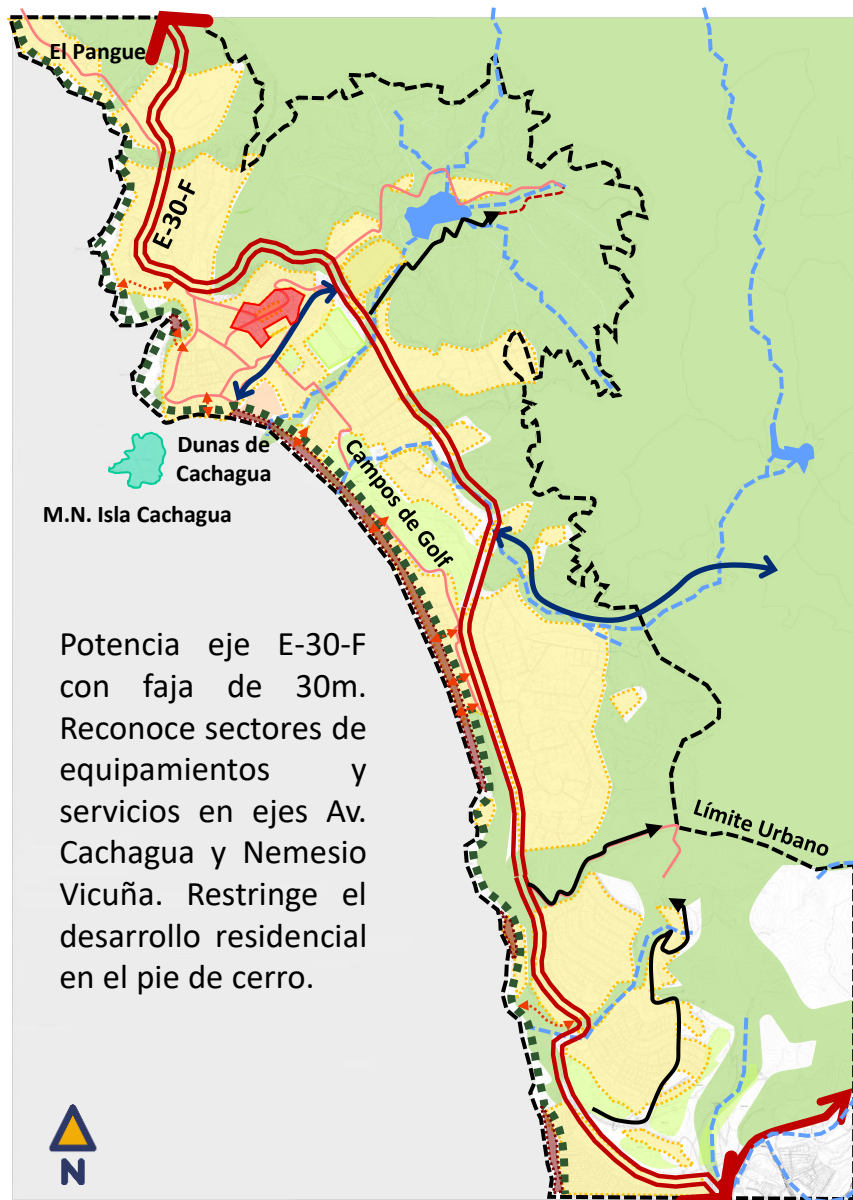 El Pangue
E-30-F
Dunas de
Cachagua
M.N. Isla Cachagua
Campos de Golf
Potencia eje E-30-F
con faja de 30m.
Reconoce sectores de
equipamientos y
servicios en ejes Av.
Cachagua y Nemesio
Vicuña. Restringe el
desarrollo residencial
en el pie de cerro.
Límite Urbano
N